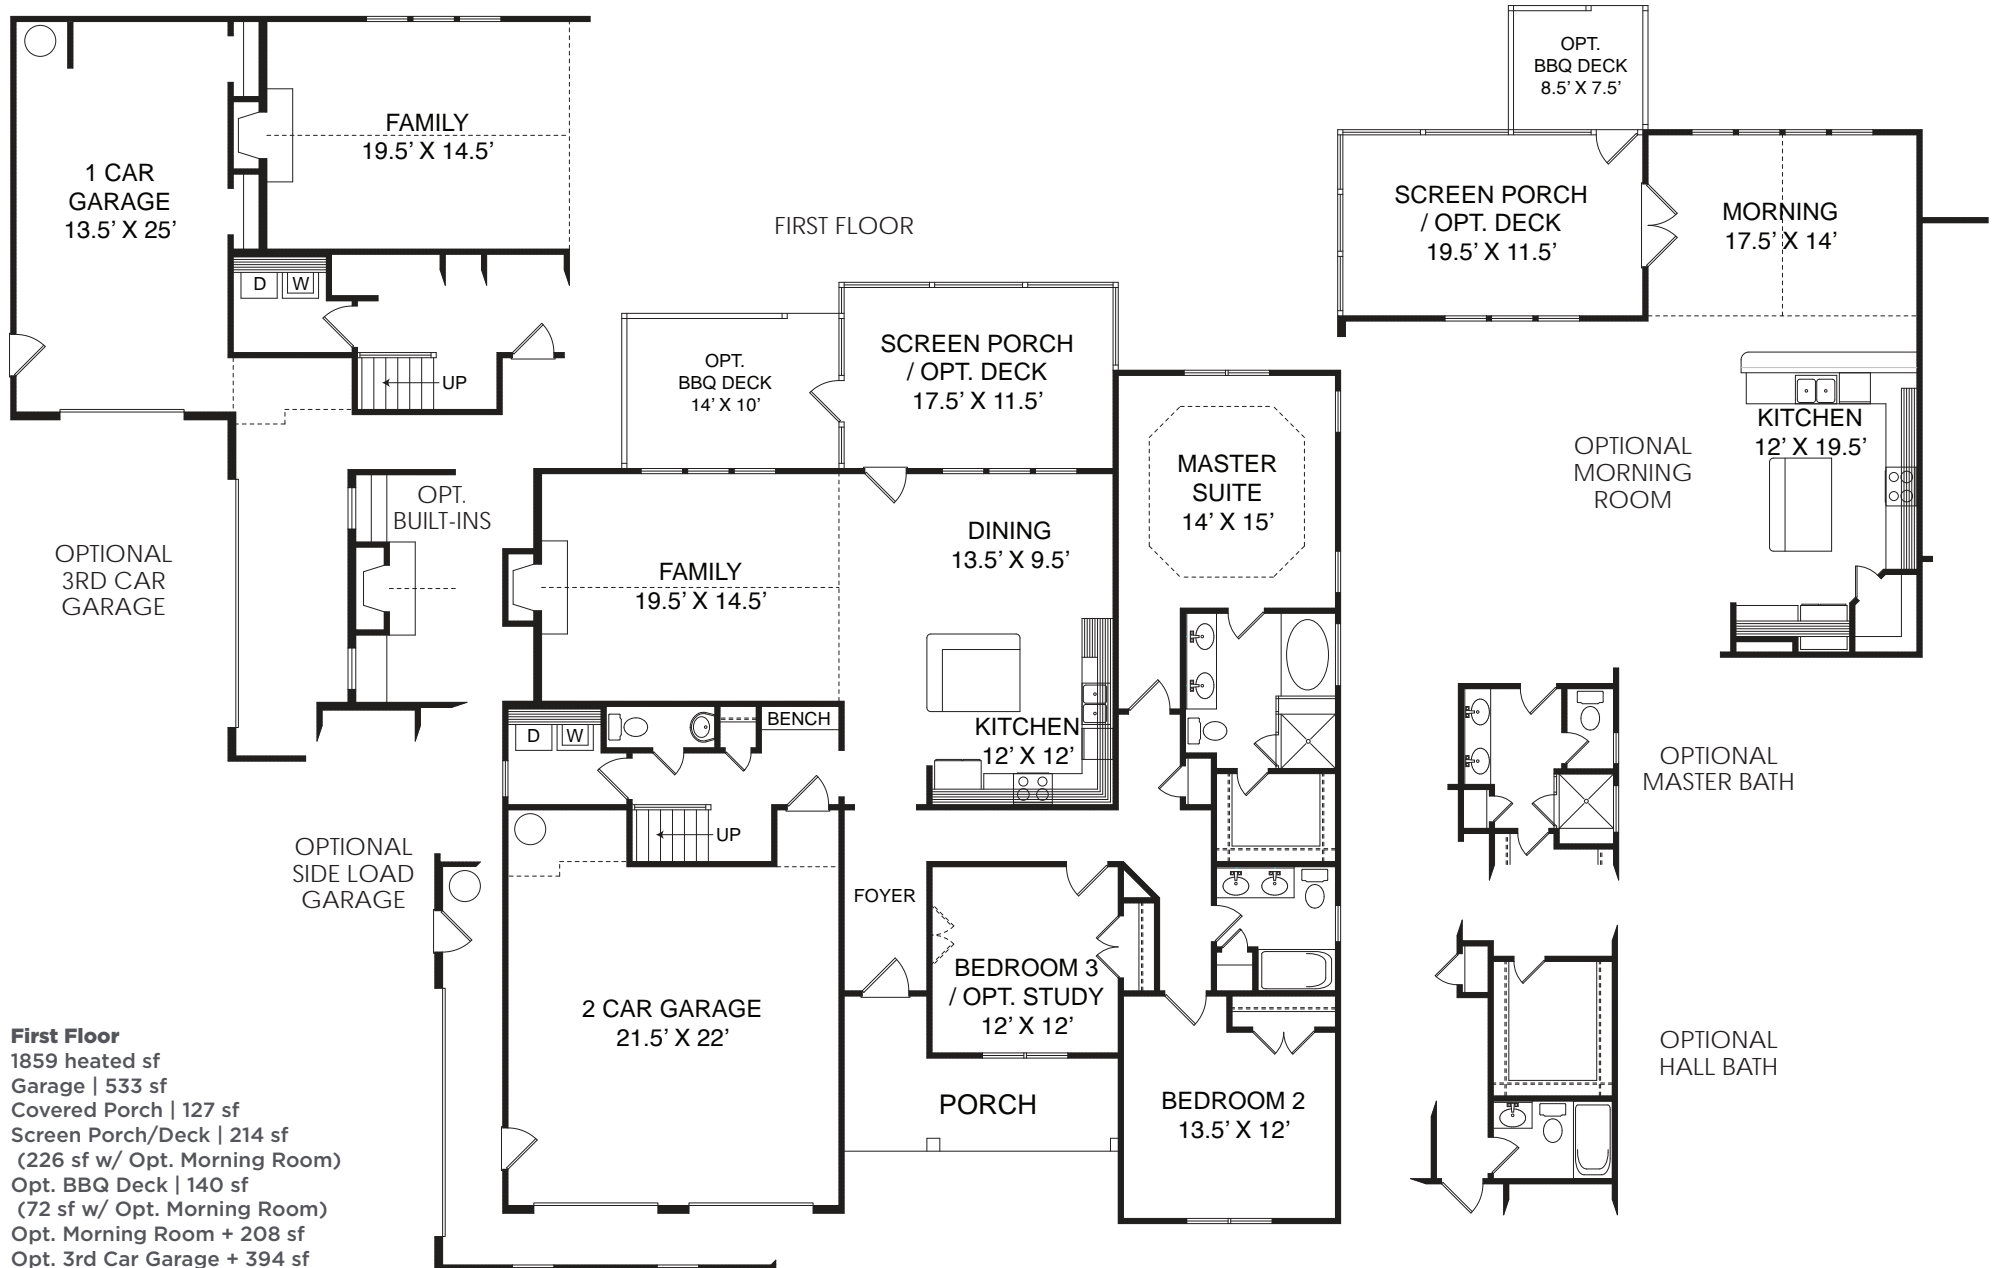 1 CAR
GARAGE
13.5’ X 25’
FAMILY
19.5’ X 14.5’
D
W
UP
OPTIONAL
3RD CAR
GARAGE
OPT.
BUILT-INS
FIRST FLOOR
OPT.
BBQ DECK
14’ X 10’
SCREEN PORCH
/ OPT. DECK
17.5’ X 11.5’
FAMILY
19.5’ X 14.5’
DINING
13.5’ X 9.5’
KITCHEN
12’ X 12’
MASTER
SUITE
14’ X 15’
D
W
BENCH
UP
FOYER
2 CAR GARAGE
21.5’ X 22’
BEDROOM 3
/ OPT. STUDY
12’ X 12’
PORCH
BEDROOM 2
13.5’ X 12’
OPTIONAL
SIDE LOAD
GARAGE
OPT.
BBQ DECK
8.5’ X 7.5’
SCREEN PORCH
/ OPT. DECK
19.5’ X 11.5’
MORNING
17.5’ X 14’
KITCHEN
12’ X 19.5’
OPTIONAL
MORNING
ROOM
OPTIONAL
MASTER BATH
OPTIONAL
HALL BATH
First Floor
1859 heated sf
Garage | 533 sf
Covered Porch | 127 sf
Screen Porch/Deck | 214 sf
(226 sf w/ Opt. Morning Room)
Opt. BBQ Deck | 140 sf
(72 sf w/ Opt. Morning Room)
Opt. Morning Room + 208 sf
Opt. 3rd Car Garage + 394 sf